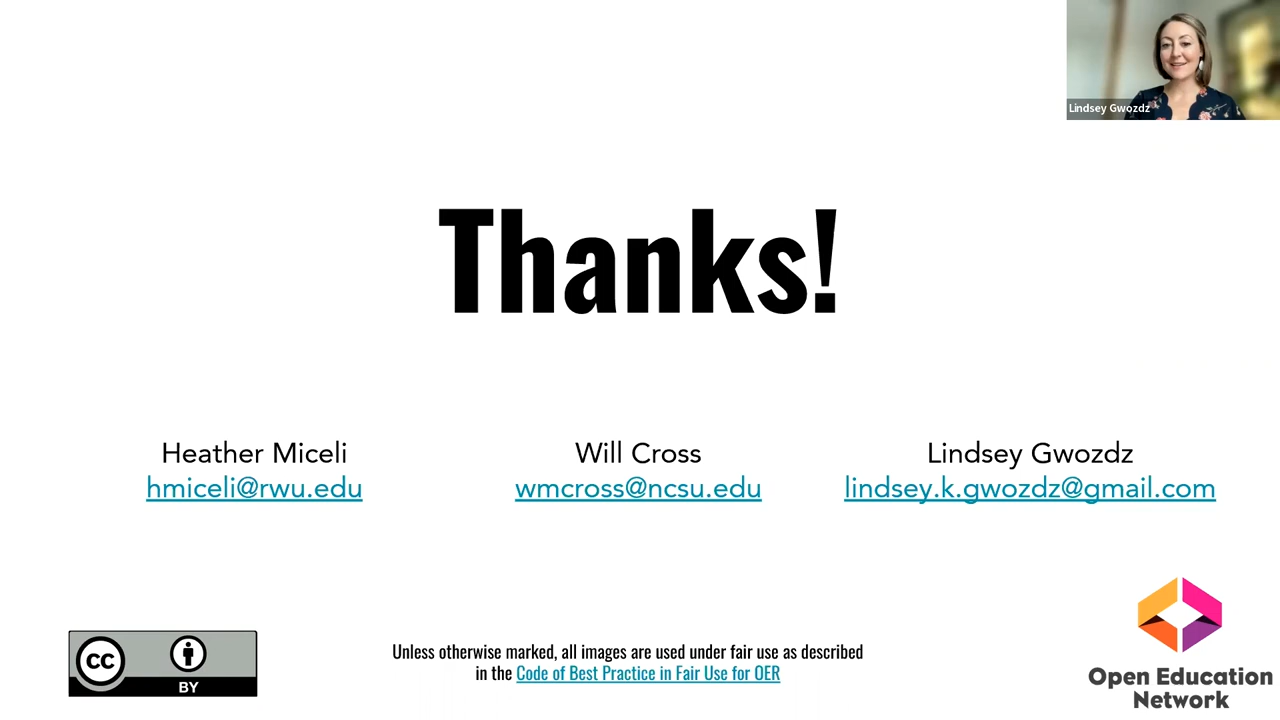 Lindsey Gwozdz
Thanks!
Heather Miceli
hmiceli@rwu.edu
Will Cross
wmcross@ncsu.edu
Lindsey Gwozdz
lindsey.k.gwozdz@gmail.com
CC
BY
Unless otherwise marked, all images are used under fair use as described
in the Code of Best Practice in Fair Use for OER
Open Education
Network